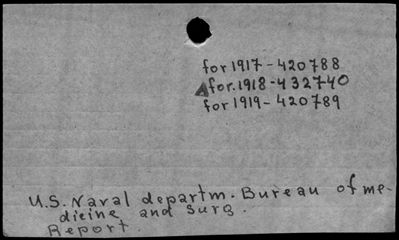 for 1917-420788
A for. 1918-432740
for 1919-420789
U.S. Naval departm. Bureau of me-
dicine and Surg.
Report.